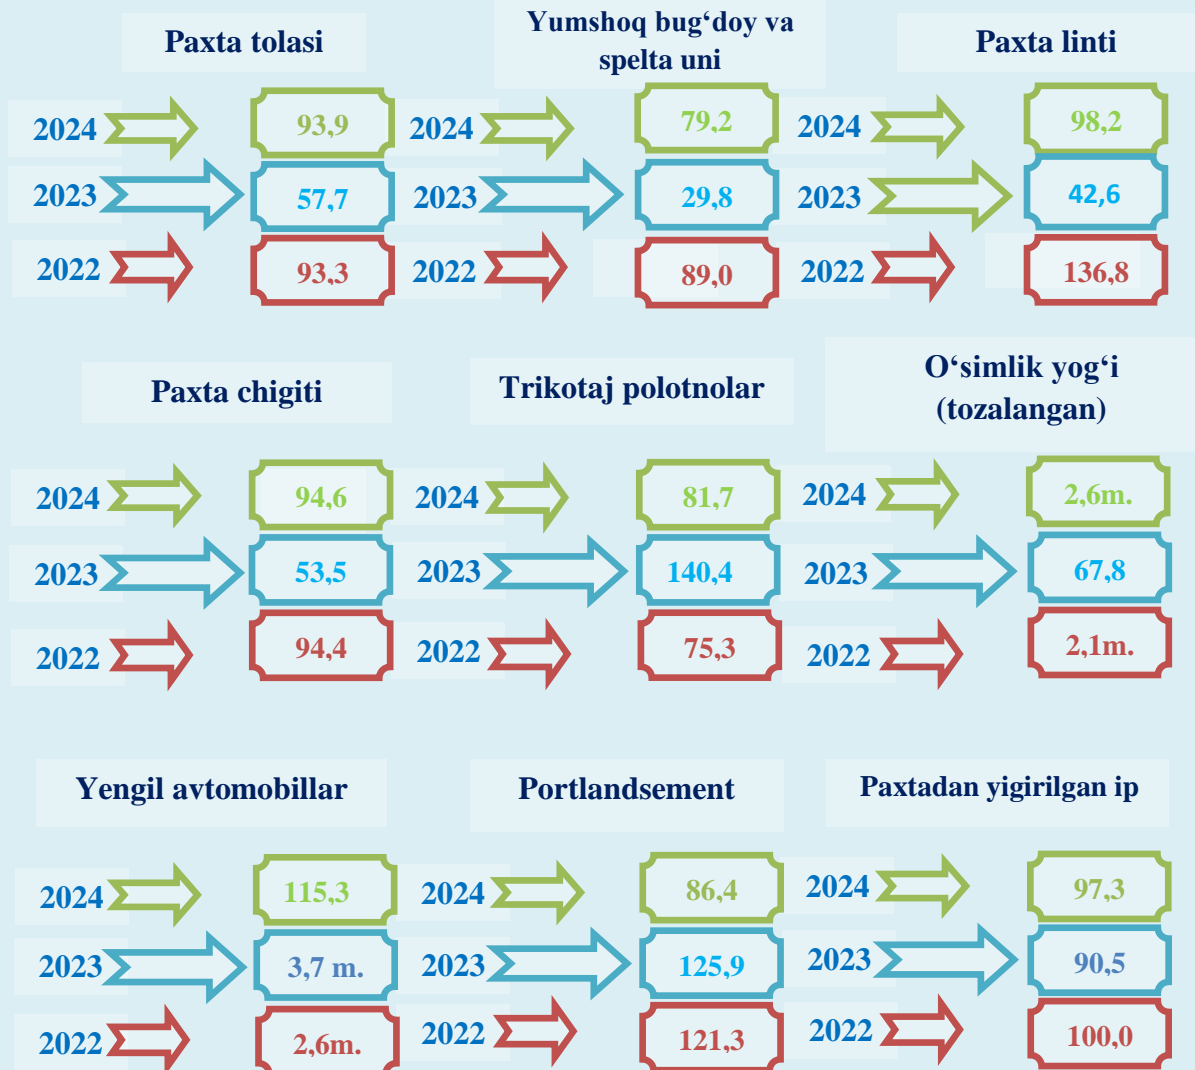 Paxta tolasi
2024 93,9
2023 57,7
2022 93,3
Yumshoq bug‘doy va
spelta uni
2024 79,2
2023 29,8
2022 89,0
Paxta linti
2024 98,2
2023 42,6
2022 136,8
Paxta chigiti
2024 94,6
2023 53,5
2022 94,4
Trikotaj polotnolar
2024 81,7
2023 140,4
2022 75,3
O‘simlik yog‘i
(tozalangan)
2024 2,6m.
2023 67,8
2022 2,1m.
Yengil avtomobillar
2024 115,3
2023 3,7 m.
2022 2,6m.
Portlandsement
2024 86,4
2023 125,9
2022 121,3
Paxtadan yigirilgan ip
2024 97,3
2023 90,5
2022 100,0